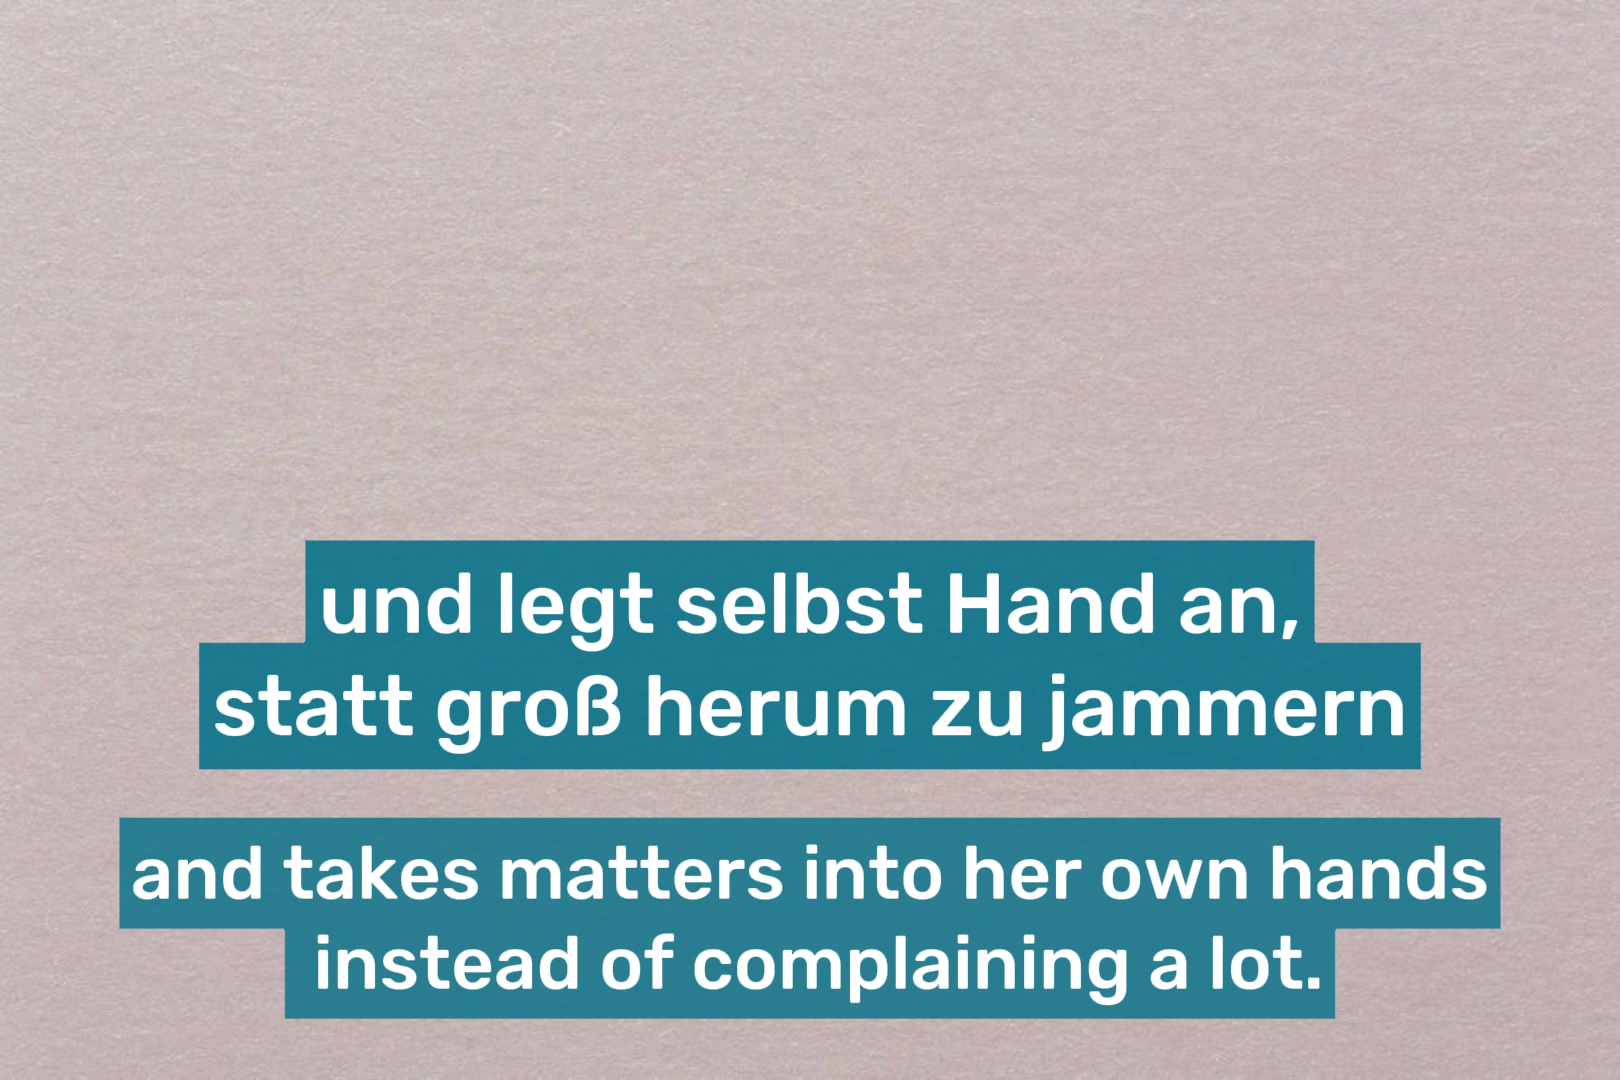 und legt selbst Hand an,
statt groß herum zu jammern
and takes matters into her own hands
instead of complaining a lot.